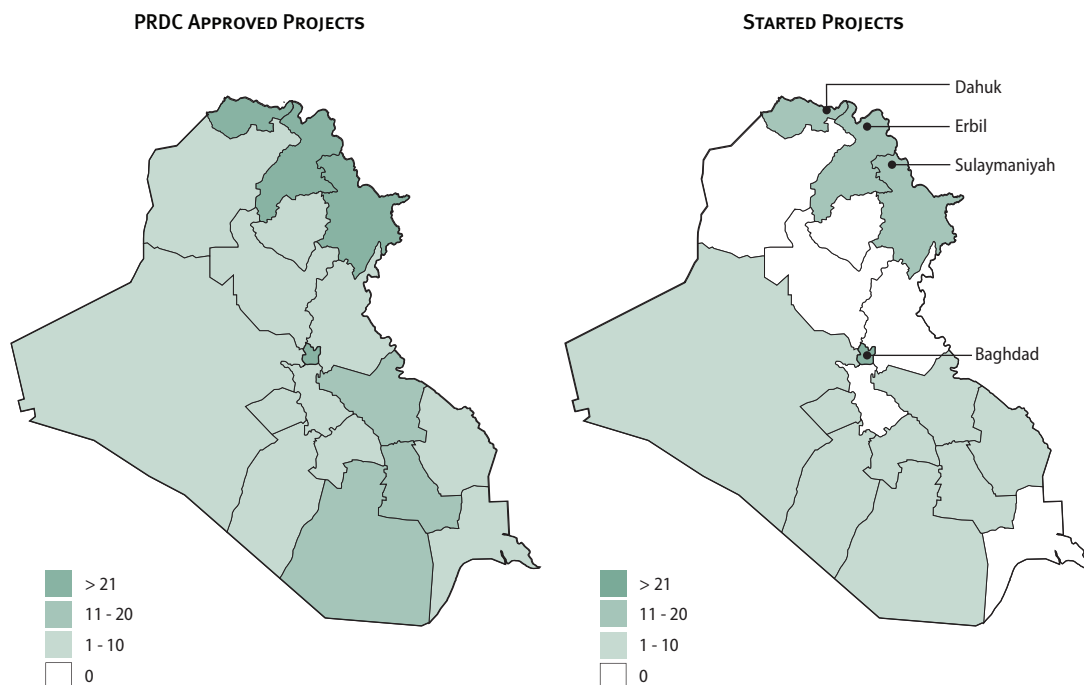 PRDC APPROVED PROJECTS
STARTED PROJECTS
Dahuk
Erbil
Sulaymaniyah
Baghdad
> 21
11 - 20
1 - 10
0
> 21
11 - 20
1 - 10
0